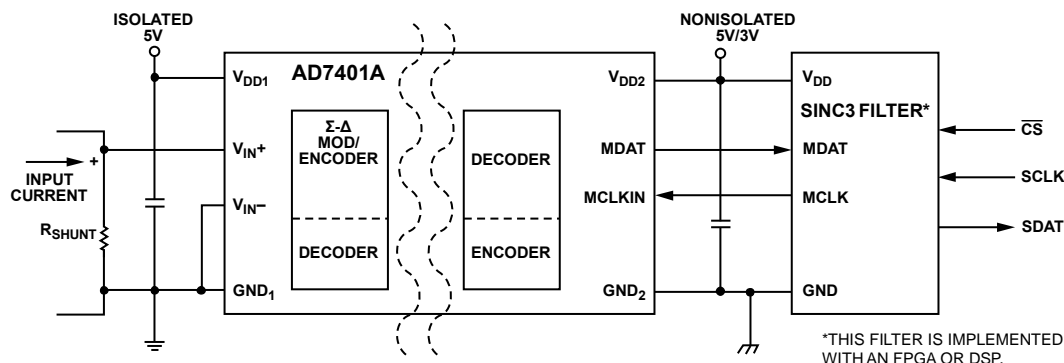 ISOLATED
5V
NONISOLATED
5V/3V
AD7401A
VDD1
VDD2
VDD
SINC3 FILTER*
Σ-Δ
MOD/
ENCODER
DECODER
CS
VIN+
MDAT
MDAT
+
INPUT
CURRENT
SCLK
MCLKIN
MCLK
VIN–
RSHUNT
SDAT
DECODER
ENCODER
GND1
GND2
GND
*THIS FILTER IS IMPLEMENTED
WITH AN FPGA OR DSP.